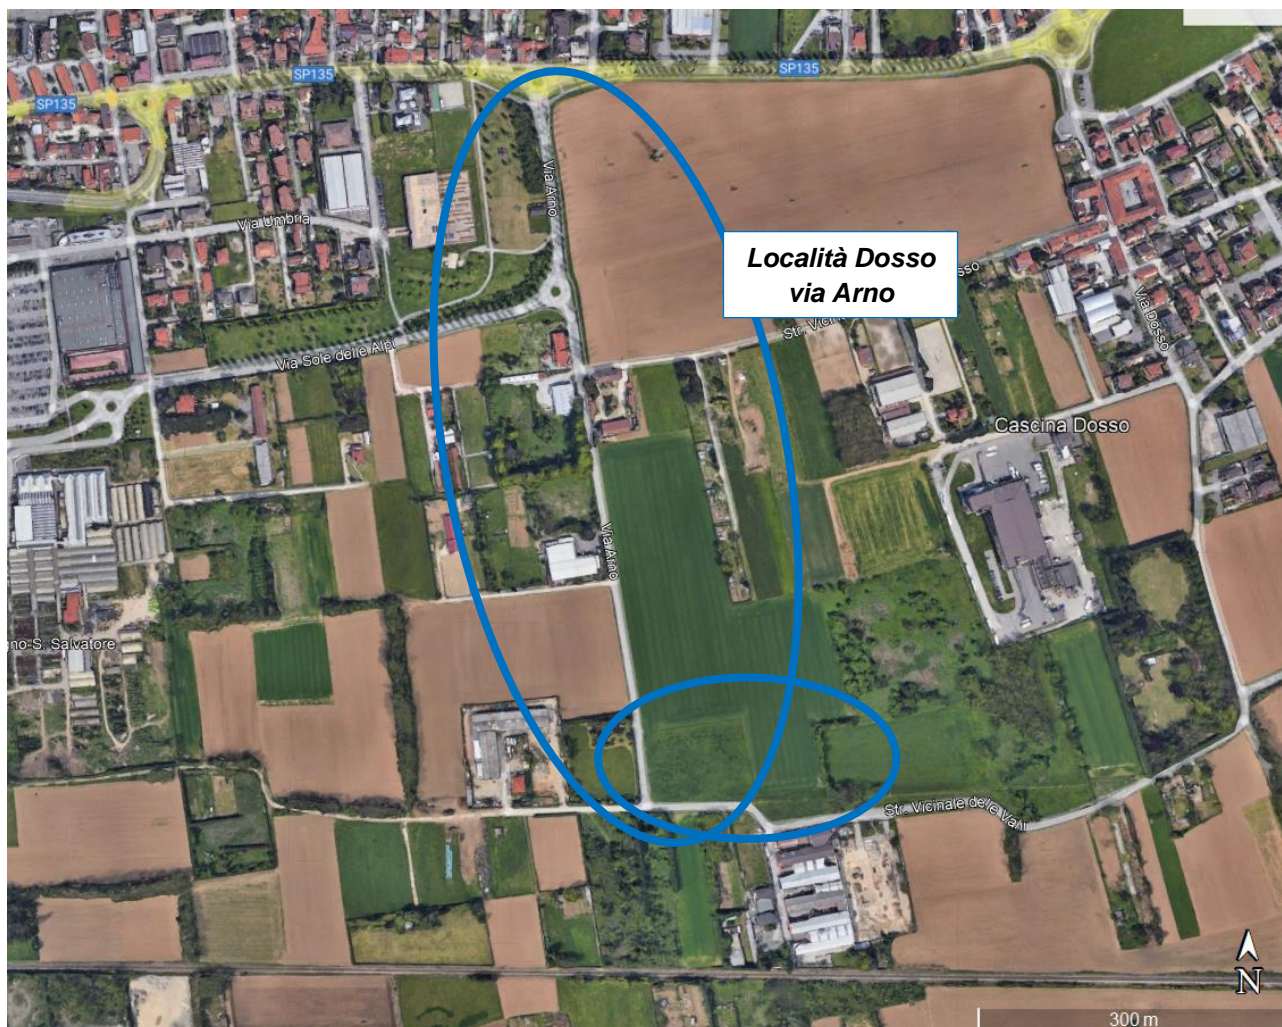 SP135
SP135
SP135
Via Arno
Via Umbria
Località Dosso
via Arno
sso
Str. Vicin
Via Dosso
Via Sole delle Alpi
Cascina Dosso
Via Arno
no S. Salvatore
Str. Vicinale delle Valli
N
300 m